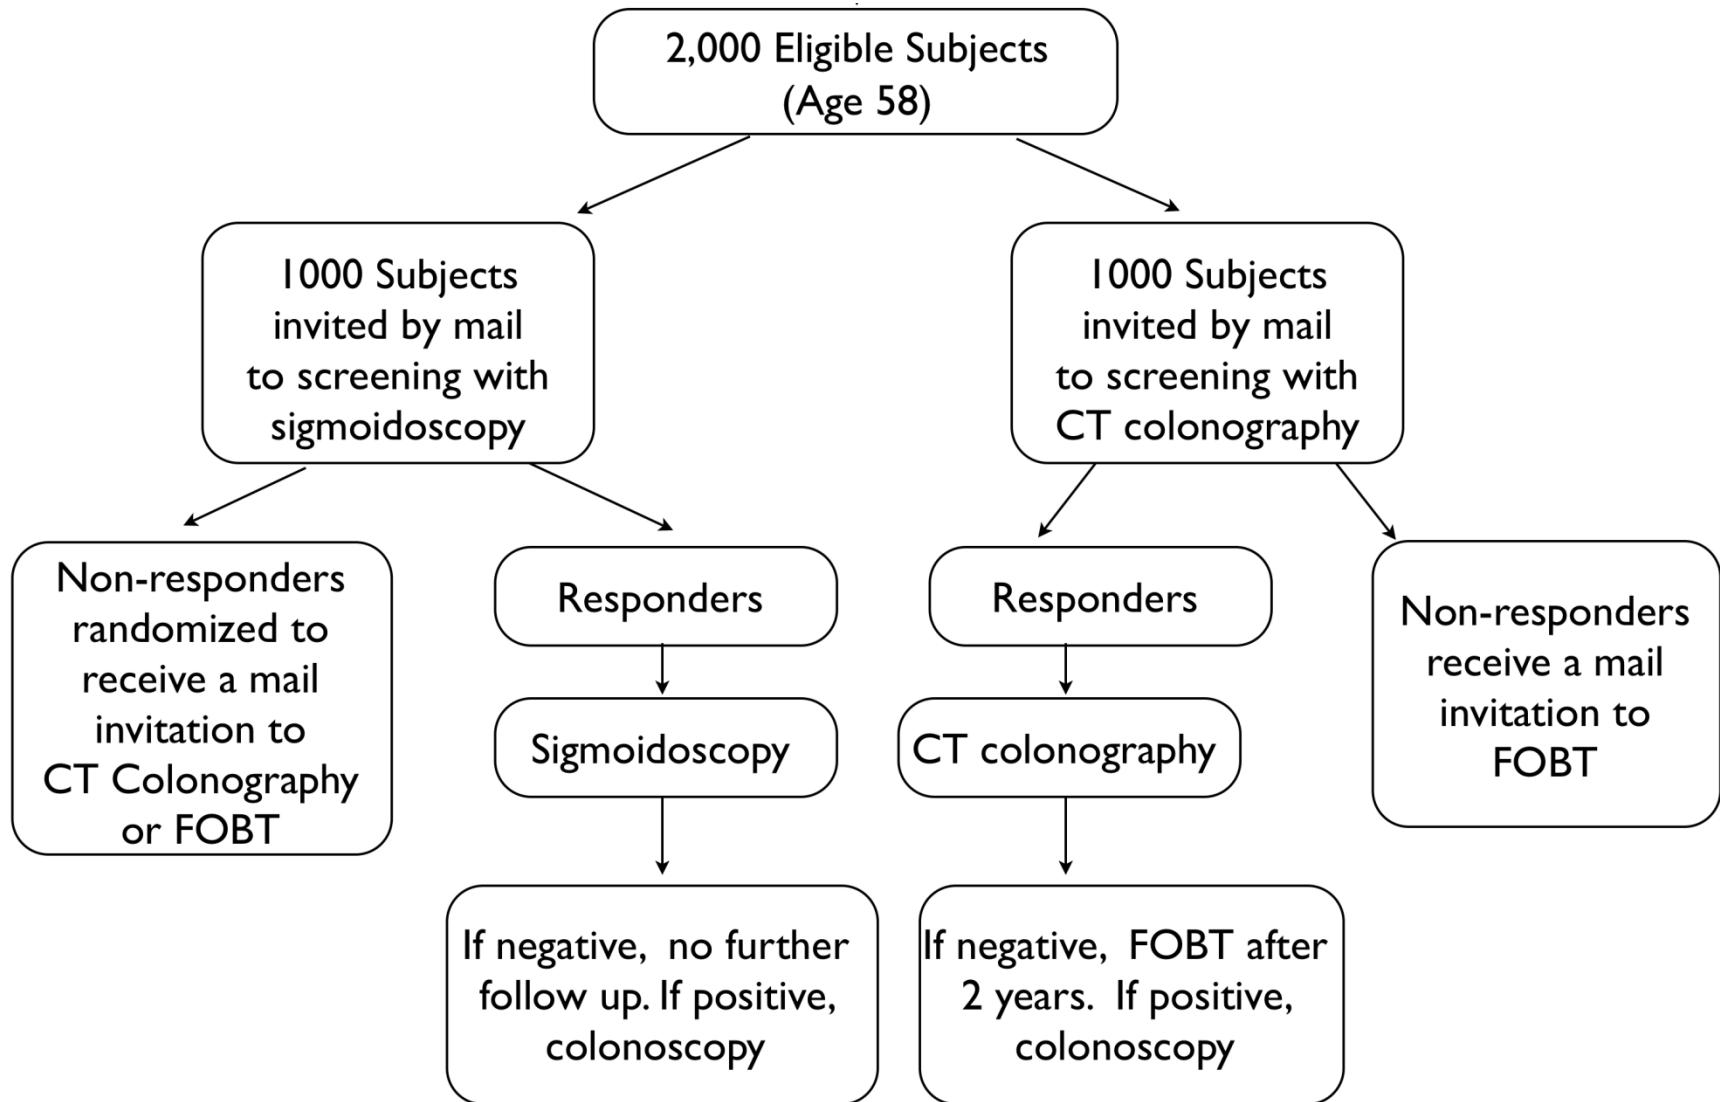 2,000 Eligible Subjects
(Age 58)
1000 Subjects
invited by mail
to screening with
sigmoidoscopy
1000 Subjects
invited by mail
to screening with
CT colonography
Non-responders
randomized to
receive a mail
invitation to
CT Colonography
or FOBT
Responders
Responders
Non-responders
receive a mail
invitation to
FOBT
Sigmoidoscopy
CT colonography
If negative, no further
follow up. If positive,
colonoscopy
If negative, FOBT after
2 years. If positive,
colonoscopy